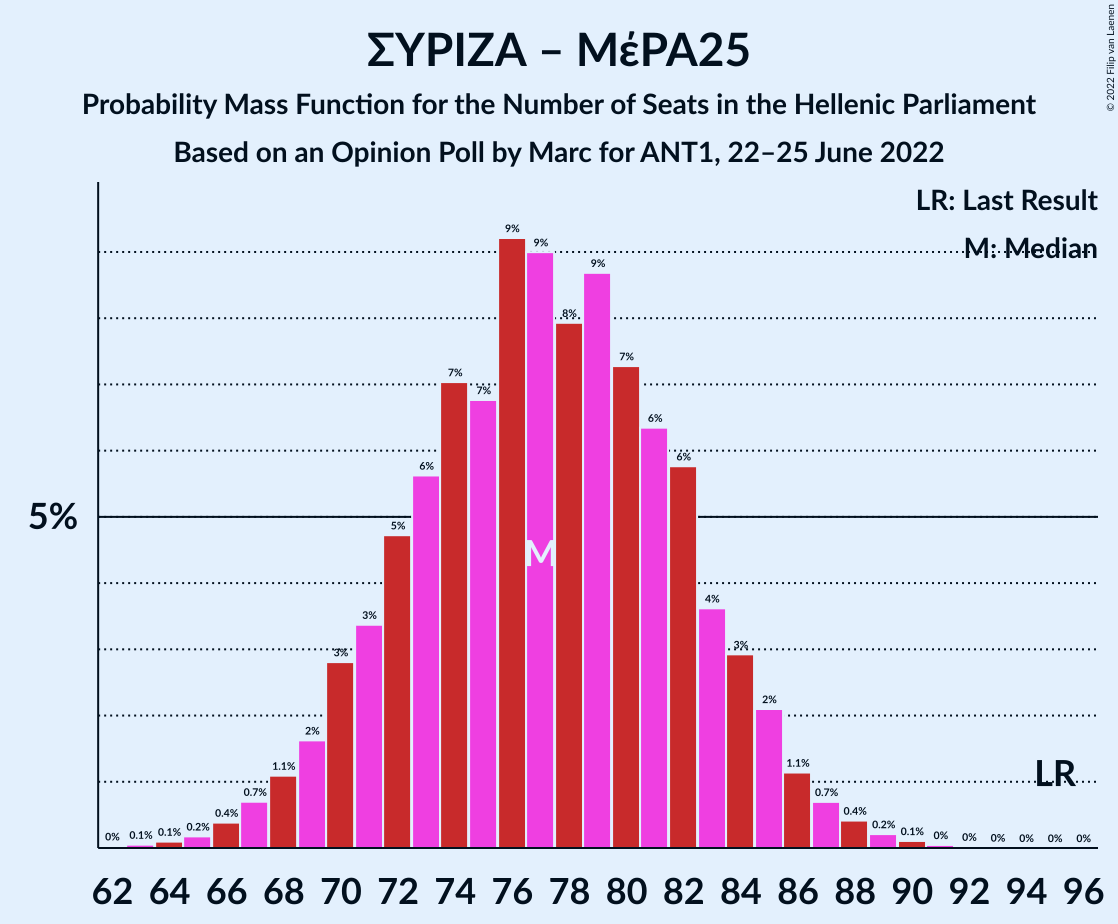 ΣΥΡΙΖΑ – ΜέΡΑ25
Probability Mass Function for the Number of Seats in the Hellenic Parliament
Based on an Opinion Poll by Marc for ANT1, 22–25 June 2022
© 2022 Filip van Laenen
LR: Last Result
M: Median
5%
0% 0.1% 0.1% 0.2% 0.4% 0.7% 1.1% 2% 3% 3% 5% 6% 7% 7% 9% 9% 8% 9% 7% 6% 6% 4% 3% 2% 1.1% 0.7% 0.4% 0.2% 0.1% 0% 0% 0% 0% 0% 0%
M
LR
62 64 66 68 70 72 74 76 78 80 82 84 86 88 90 92 94 96